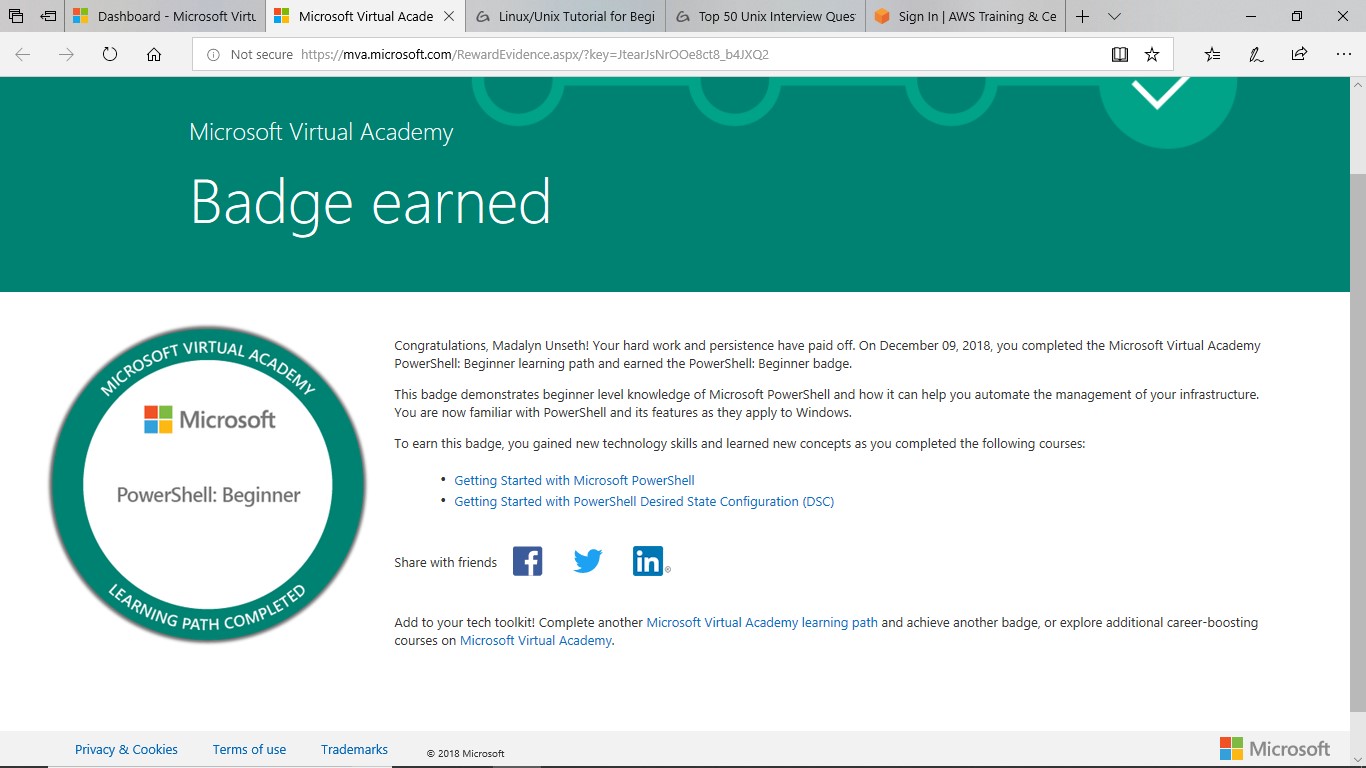 Dashboard - Microsoft Virtu
Microsoft Virtual Acade
Linux/Unix Tutorial for Begi
Top 50 Unix Interview Ques
Sign In | AWS Training & Ce
Not secure https://mva.microsoft.com/RewardEvidence.aspx/?key=JtearJsNrOOe8ct8_b4JXQ2
Microsoft Virtual Academy
Badge earned
MICROSOFT VIRTUAL ACADEMY
Microsoft
PowerShell: Beginner
LEARNING PATH COMPLETED
Congratulations, Madalyn Unseth! Your hard work and persistence have paid off. On December 09, 2018, you completed the Microsoft Virtual Academy
PowerShell: Beginner learning path and earned the PowerShell: Beginner badge.
This badge demonstrates beginner level knowledge of Microsoft PowerShell and how it can help you automate the management of your infrastructure.
You are now familiar with PowerShell and its features as they apply to Windows.
To earn this badge, you gained new technology skills and learned new concepts as you completed the following courses:
• Getting Started with Microsoft PowerShell
• Getting Started with PowerShell Desired State Configuration (DSC)
Share with friends f in®
Add to your tech toolkit! Complete another Microsoft Virtual Academy learning path and achieve another badge, or explore additional career-boosting
courses on Microsoft Virtual Academy.
Privacy & Cookies Terms of use Trademarks © 2018 Microsoft Microsoft